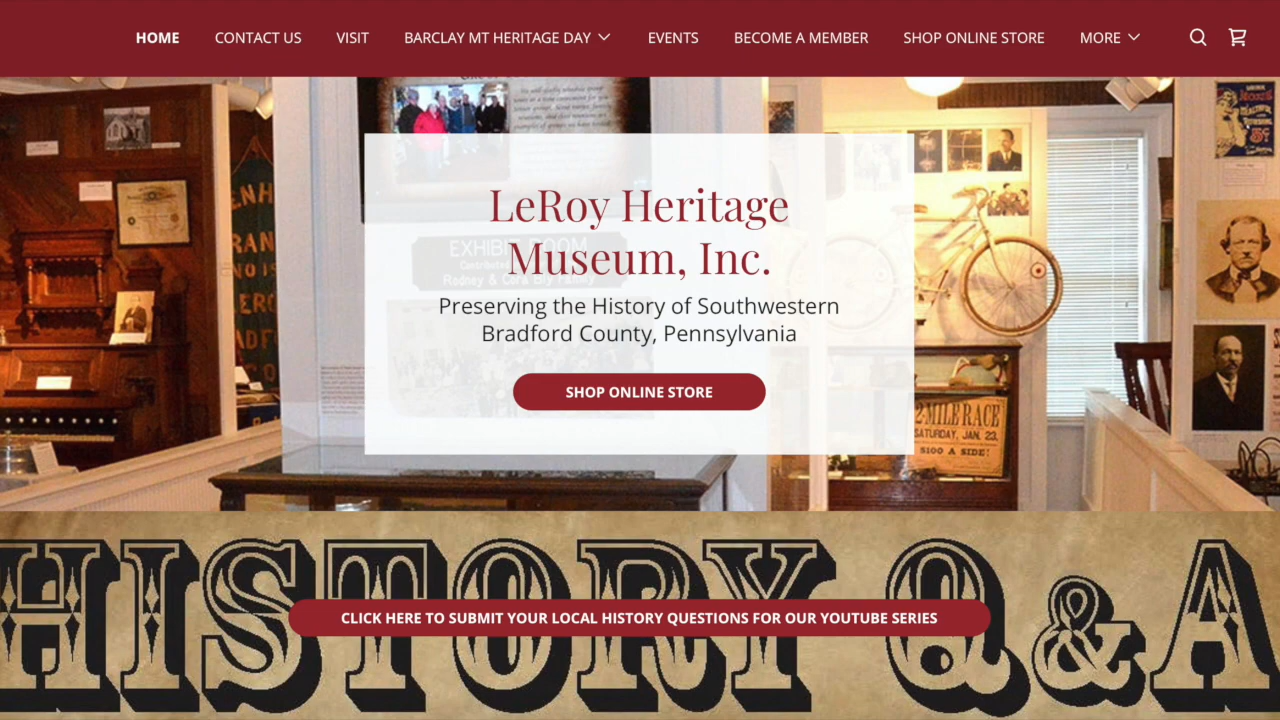 HOME CONTACT US VISIT BARCLAY MT HERITAGE DAY EVENTS BECOME A MEMBER SHOP ONLINE STORE MORE
LeRoy Heritage
Museum, Inc.
EXHIBIT ROOM
Preserving the History of Southwestern
Bradford County, Pennsylvania
SHOP ONLINE STORE
2-MILE RACE
SATURDAY, JAN. 23,
$100 A SIDE!
HISTORY Q&A
CLICK HERE TO SUBMIT YOUR LOCAL HISTORY QUESTIONS FOR OUR YOUTUBE SERIES